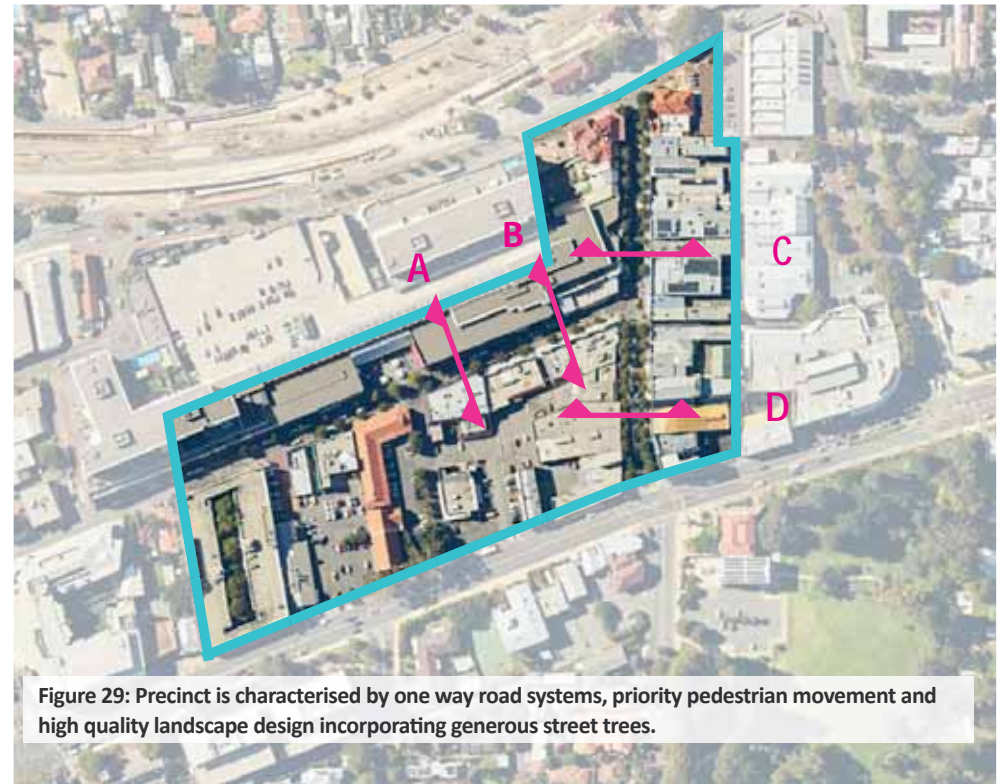 B
A
C
D
Figure 29: Precinct is characterised by one way road systems, priority pedestrian movement and
high quality landscape design incorporating generous street trees.